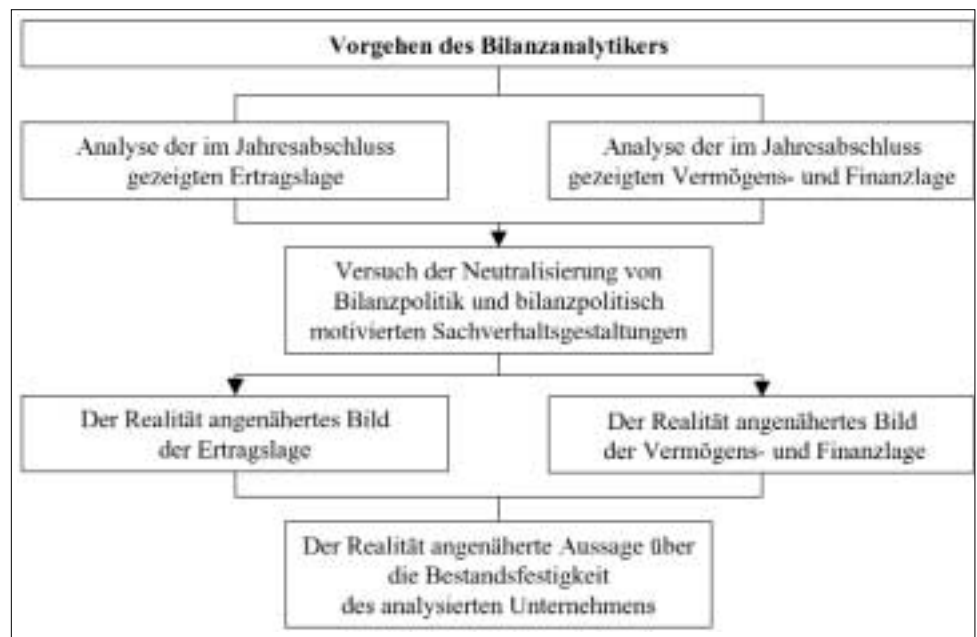 Vorgehen des Bilanzanalytikers
Analyse der im Jahresabschluss
gezeigten Ertragslage
Analyse der im Jahresabschluss
gezeigten Vermögens- und Finanzlage
Versuch der Neutralisierung von
Bilanzpolitik und bilanzpolitisch
motivierten Sachverhaltsgestaltungen
Der Realität angenähertes Bild
der Ertragslage
Der Realität angenähertes Bild
der Vermögens- und Finanzlage
Der Realität angenäherte Aussage über
die Bestandsfestigkeit
des analysierten Unternehmens